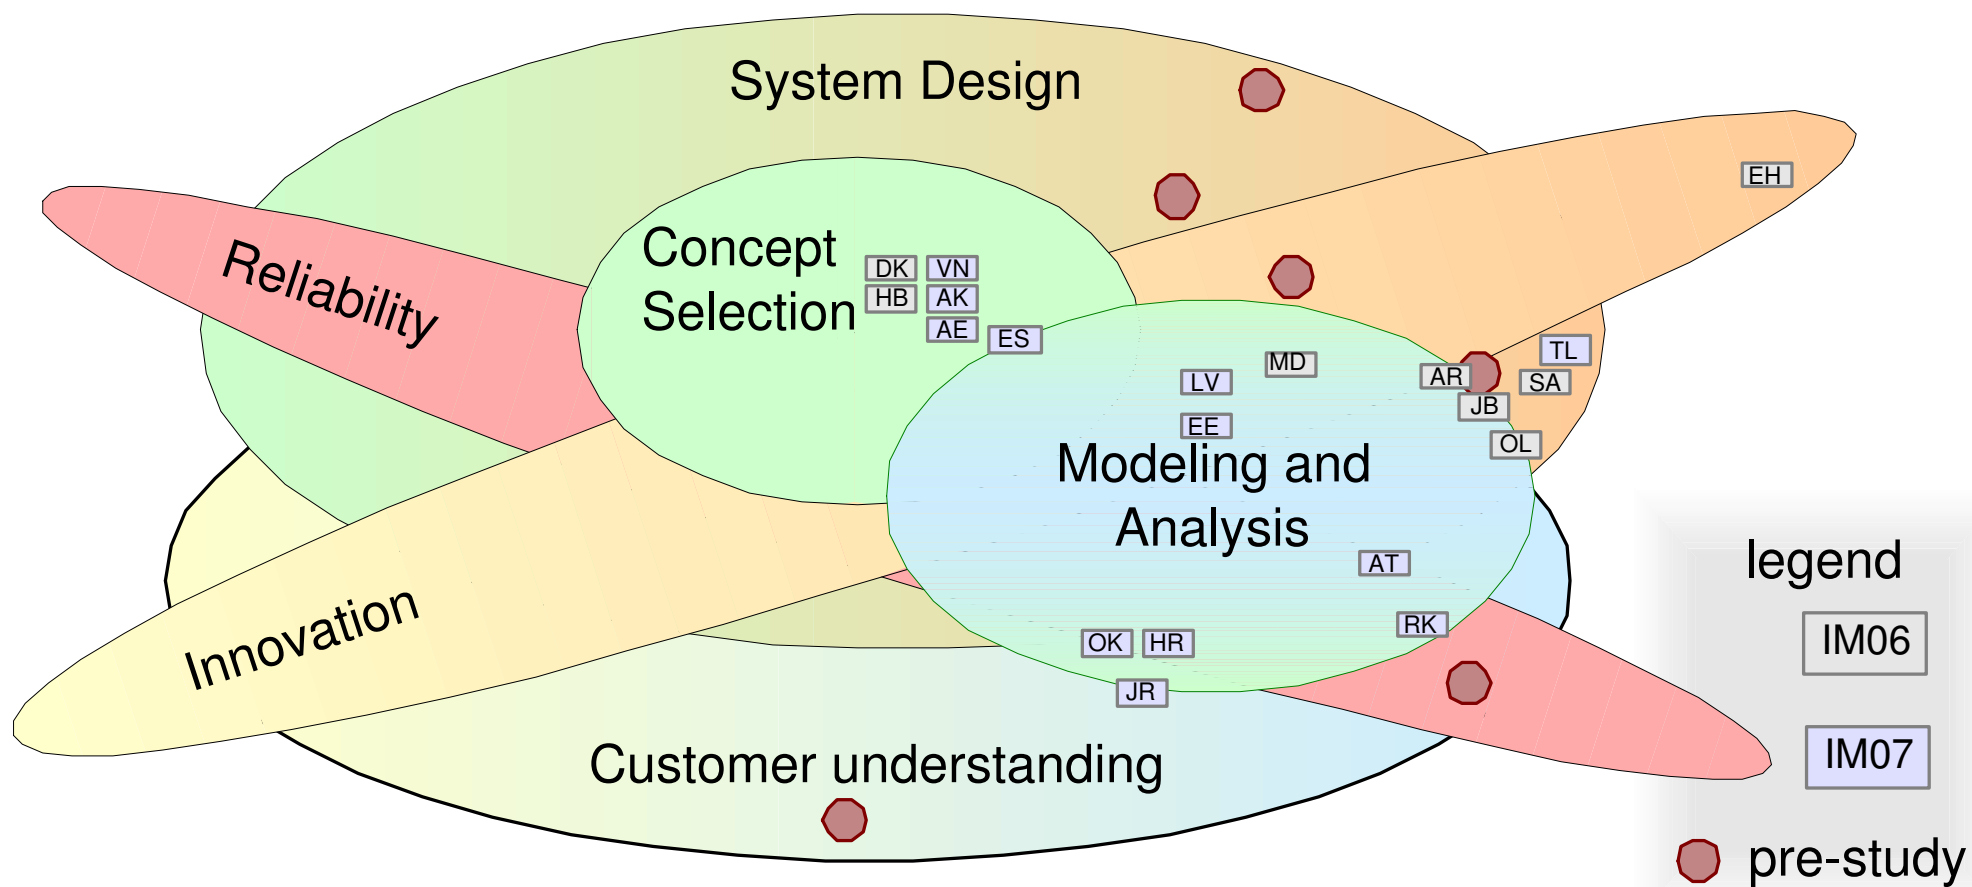 System Design
EH
Reliability
Concept
Selection
DK
VN
HB
AK
AE
ES
TL
MD
AR
SA
LV
JB
EE
OL
Modeling and
Analysis
AT
Innovation
RK
OK
HR
JR
Customer understanding
legend
IM06
IM07
pre-study